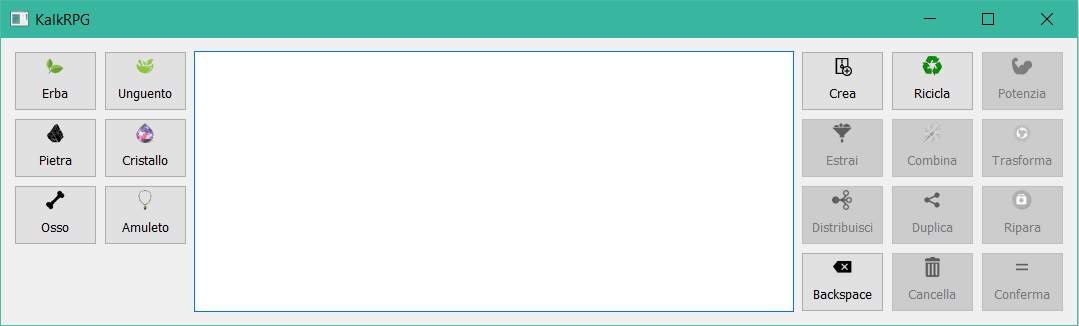 KalkRPG
Erba
Unguento
Crea
Ricicla
Potenzia
Pietra
Cristallo
Estrai
Combina
Trasforma
Osso
Amuleto
Distribuisci
Duplica
Ripara
Backspace
Cancella
Conferma